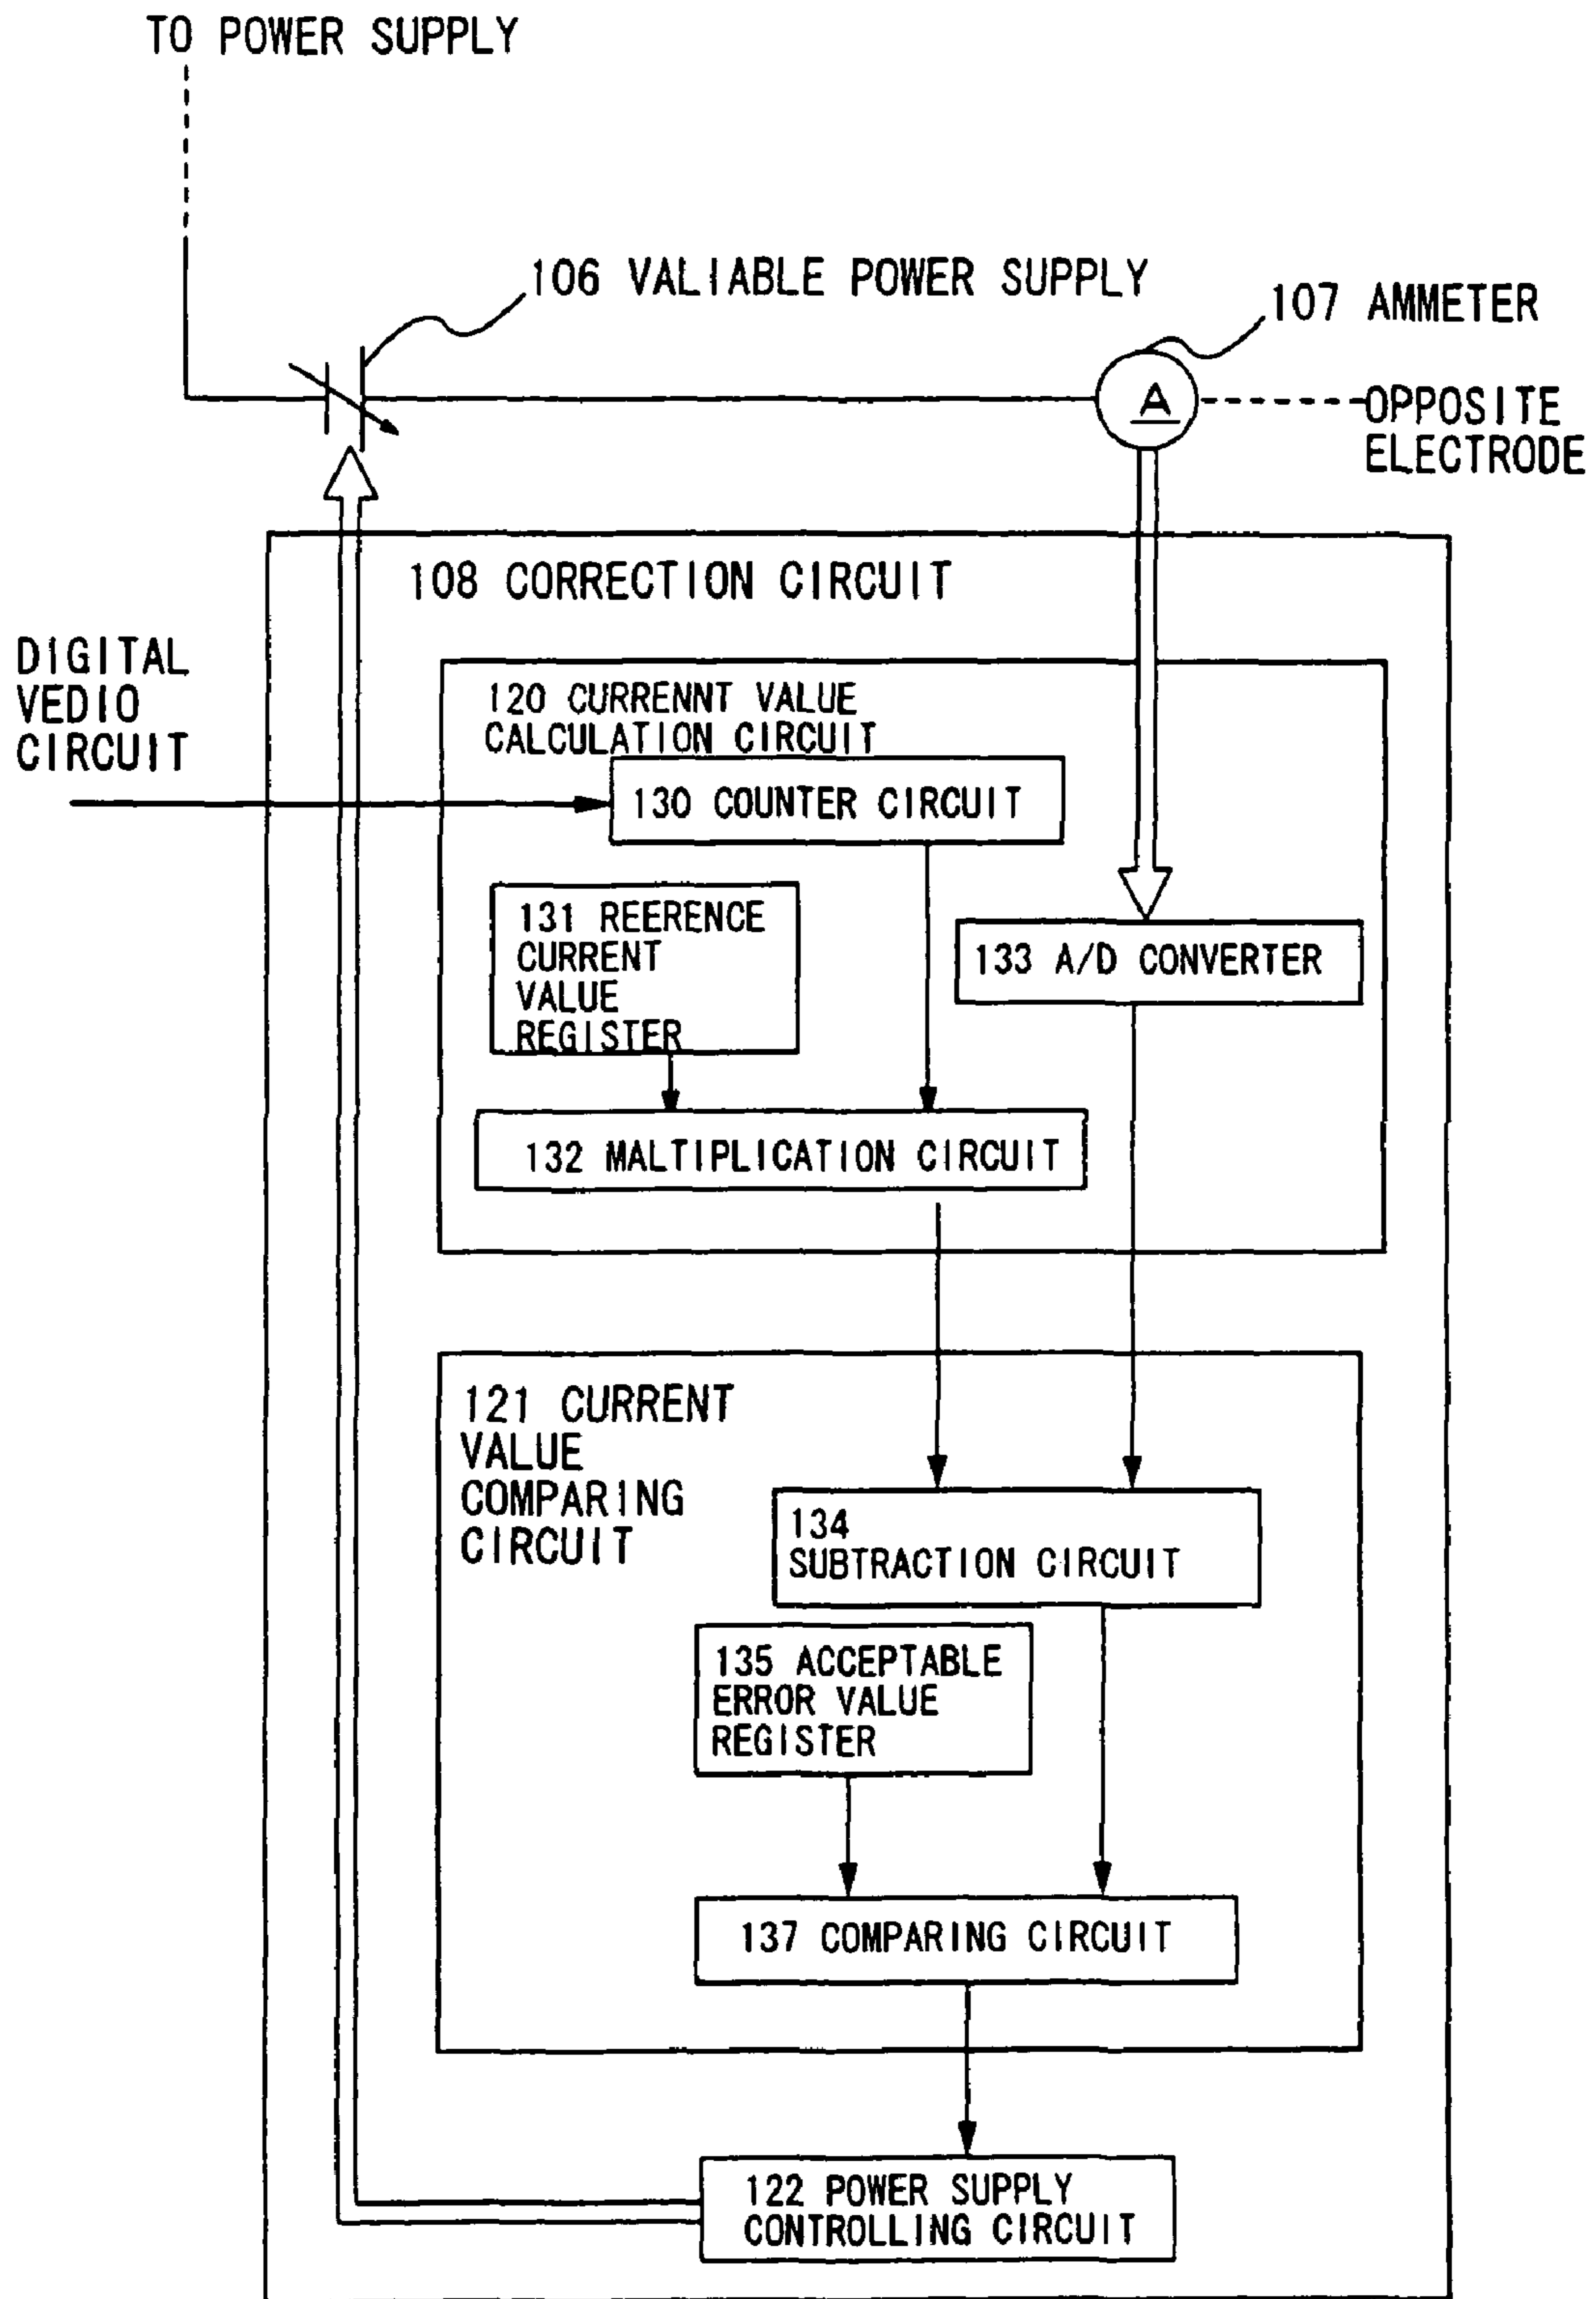 TO POWER SUPPLY
106 VALIABLE POWER SUPPLY
107 AMMETER
A
OPPOSITE
ELECTRODE
108 CORRECTION CIRCUIT
DIGITAL
VEDIO
CIRCUIT
120 CURRENNT VALUE
CALCULATION CIRCUIT
130 COUNTER CIRCUIT
131 REERENCE
CURRENT
VALUE
REGISTER
133 A/D CONVERTER
132 MALTIPLICATION CIRCUIT
121 CURRENT
VALUE
COMPARING
CIRCUIT
134
SUBTRACTION CIRCUIT
135 ACCEPTABLE
ERROR VALUE
REGISTER
137 COMPARING CIRCUIT
122 POWER SUPPLY
CONTROLLING CIRCUIT